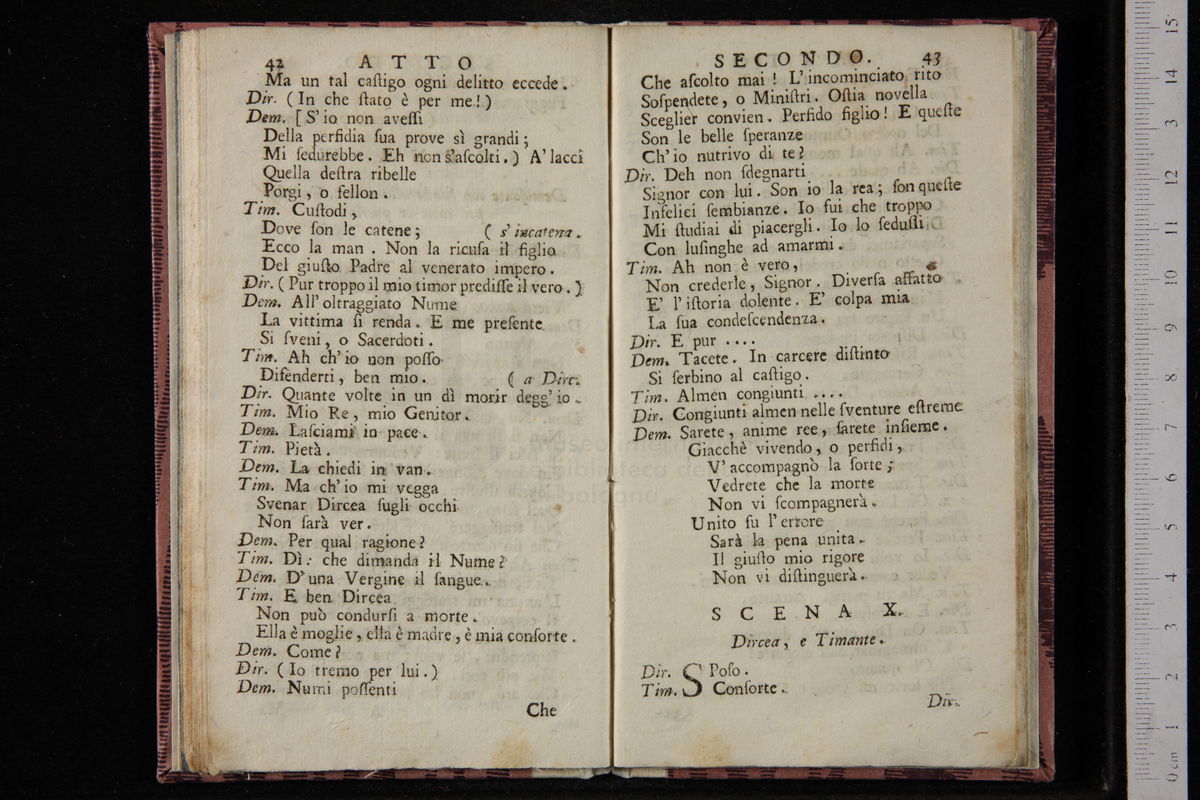 42 ATTO
Ma un tal caſtigo ogni delitto eccede.
Dir. (In che ſtato è per me!)
Dem. [S'io non aveſſi
Della perfidia ſua prove sì grandi;
Mi ſedurebbe. Eh non s'aſcolti.) A' lacci
Quella deſtra ribelle
Porgi, o fellon.
Tim. Cuſtodi,
Dove ſon le catene; (s'incatena.
Ecco la man. Non la ricuſa il figlio
Del giuſto Padre al venerato impero.
Dir. (Pur troppo il mio timor prediſſe il vero.)
Dem. All'oltraggiato Nume
La vittima ſi renda. E me preſente
Si ſveni, o Sacerdoti.
Tim. Ah ch'io non poſſo
Difenderti, ben mio. (a Dirc.
Dir. Quante volte in un dì morir degg'io.
Tim. Mio Re, mio Genitor.
Dem. Laſciami in pace.
Tim. Pietà.
Dem. La chiedi in van.
Tim. Ma ch'io mi vegga
Svenar Dircea ſugli occhi
Non ſarà ver.
Dem. Per qual ragione?
Tim. Dì: che dimanda il Nume?
Dem. D'una Vergine il ſangue.
Tim. E ben Dircea
Non può condurſi a morte.
Ella è moglie, ella è madre, è mia conſorte.
Dem. Come?
Dir. (Io tremo per lui.)
Dem. Numi poſſenti
Che
SECONDO. 43
Che aſcolto mai! L'incominciato rito
Soſpendete, o Miniſtri. Oſtia novella
Sceglier convien. Perfido figlio! E queſte
Son le belle ſperanze
Ch'io nutrivo di te?
Dir. Deh non ſdegnarti
Signor con lui. Son io la rea; ſon queſte
Infelici ſembianze. Io fui che troppo
Mi ſtudiai di piacergli. Io lo ſeduſſi
Con luſinghe ad amarmi.
Tim. Ah non è vero,
Non crederle, Signor. Diverſa affatto
E' l'iſtoria dolente. E' colpa mia
La ſua condeſcendenza.
Dir. E pur ....
Dem. Tacete. In carcere diſtinto
Si ſerbino al caſtigo.
Tim. Almen congiunti ....
Dir. Congiunti almen nelle ſventure eſtreme
Dem. Sarete, anime ree, ſarete inſieme.
Giacchè vivendo, o perfidi,
V'accompagnò la ſorte;
Vedrete che la morte
Non vi ſcompagnerà.
Unito fu l'errore
Sarà la pena unita.
Il giuſto mio rigore
Non vi diſtinguerà.
SCENA X.
Dircea, e Timante.
Dir. SPoſo.
Tim. Conſorte.
Dir.